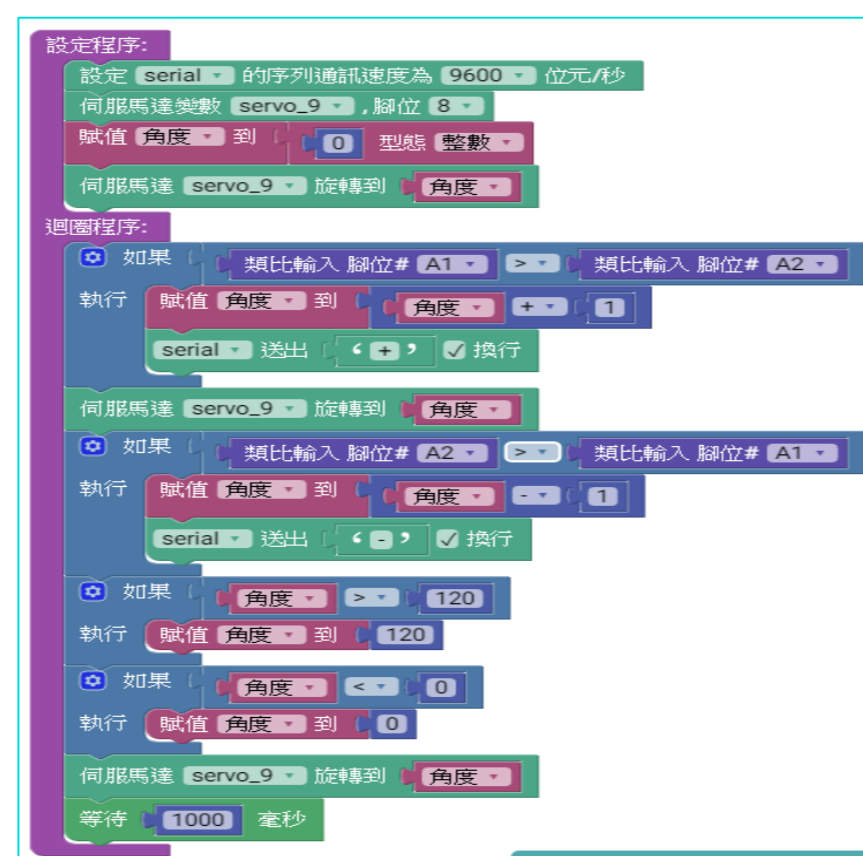 設定程序:
設定 serial 的序列通訊速度為 9600 位元/秒
伺服馬達變數 servo_9 ,腳位 8
賦值 角度 到 0 型態 整數
伺服馬達 servo_9 旋轉到 角度
迴圈程序:
如果 類比輸入 腳位# A1 > 類比輸入 腳位# A2
執行 賦值 角度 到 角度 + 1
serial 送出 ‘ + ’ 換行
伺服馬達 servo_9 旋轉到 角度
如果 類比輸入 腳位# A2 > 類比輸入 腳位# A1
執行 賦值 角度 到 角度 - 1
serial 送出 ‘ - ’ 換行
如果 角度 > 120
執行 賦值 角度 到 120
如果 角度 < 0
執行 賦值 角度 到 0
伺服馬達 servo_9 旋轉到 角度
等待 1000 毫秒